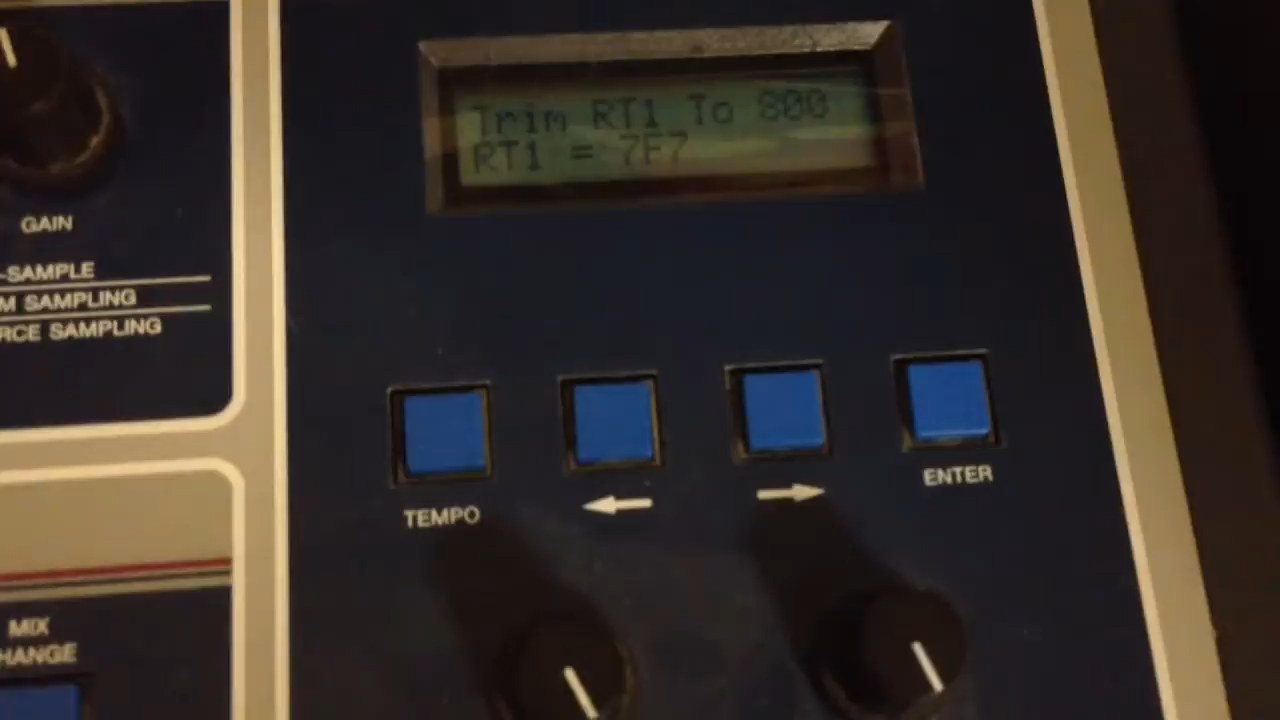 Trim RT1 To 800
RT1 = 7F7
GAIN
-SAMPLE
M SAMPLING
RCE SAMPLING
TEMPO
ENTER
MIX
HANGE